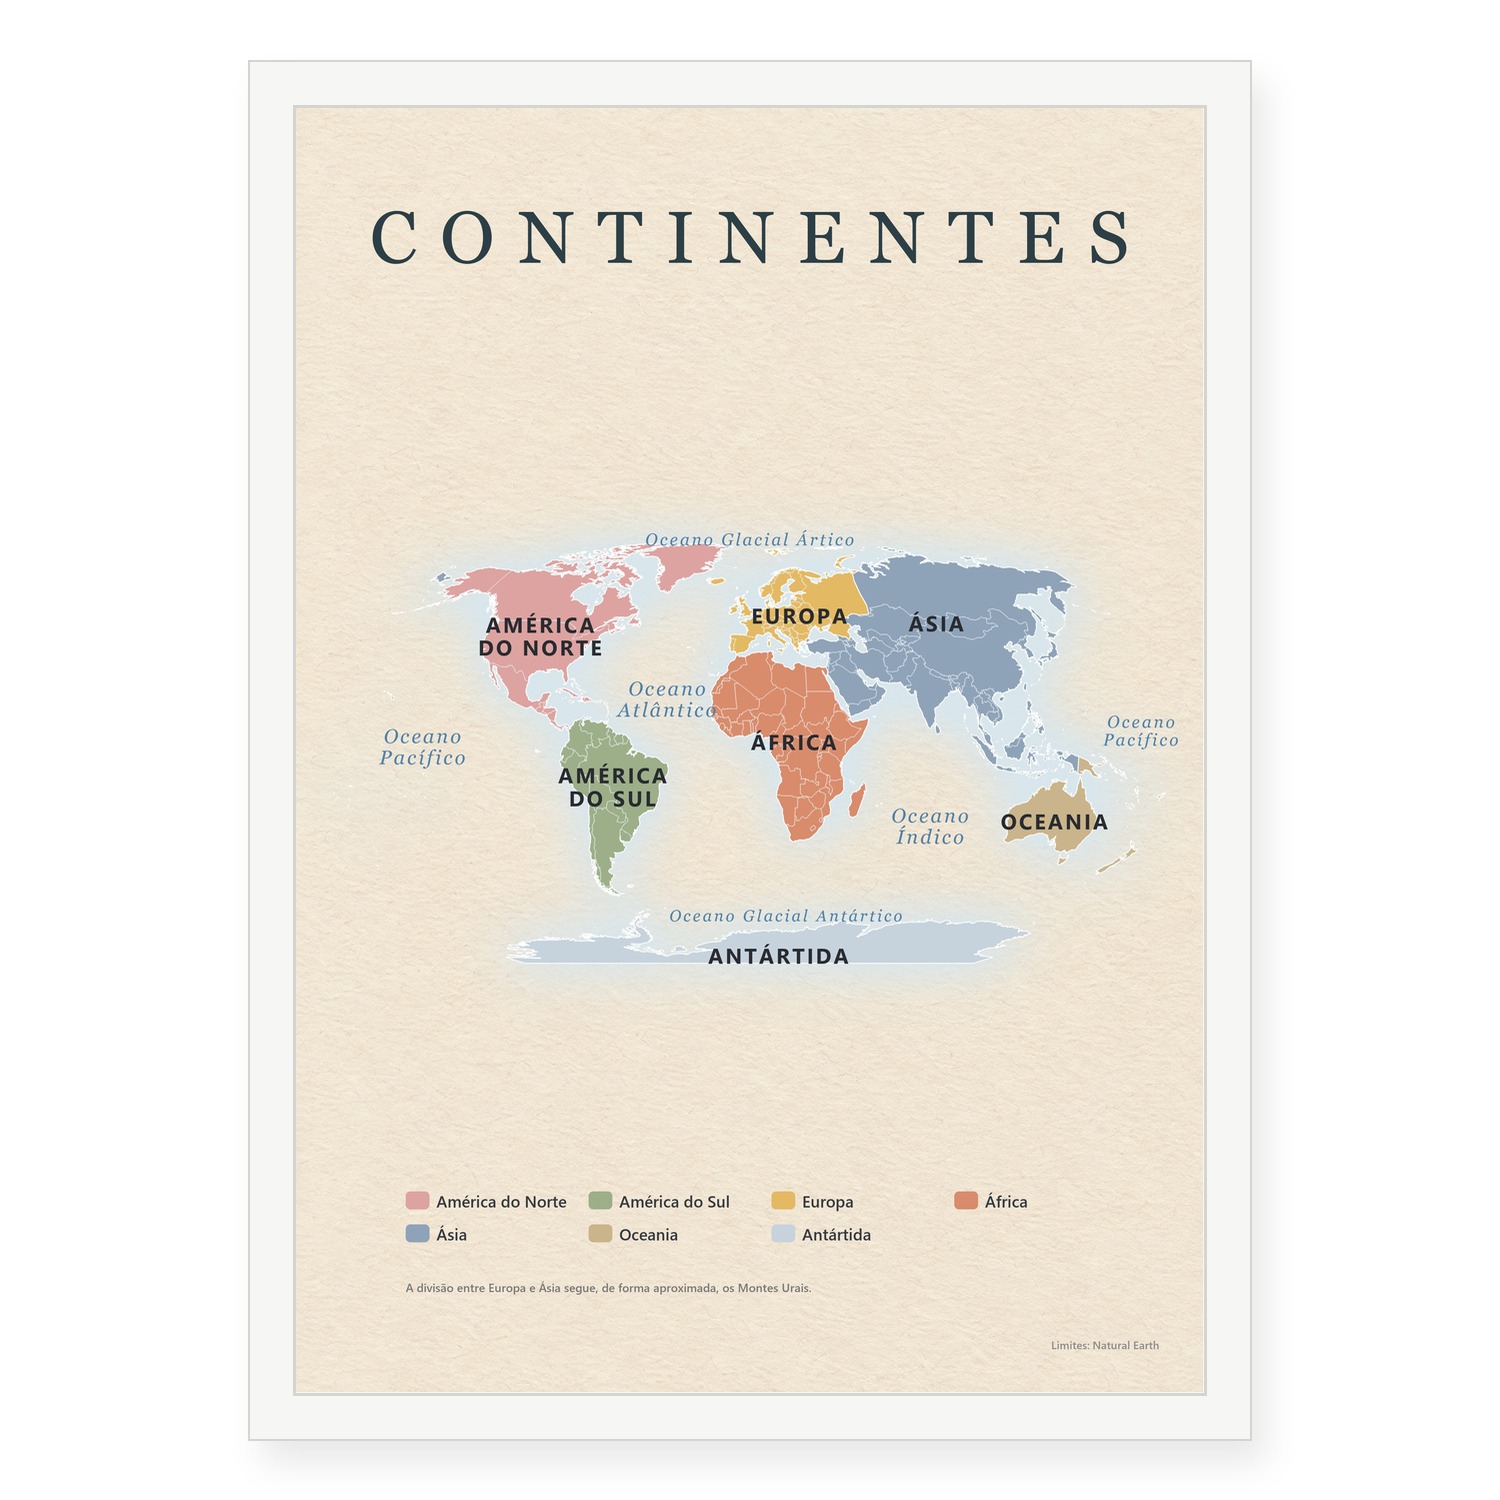 CONTINENTES
Oceano Glacial Ártico
AMÉRICA
DO NORTE
EUROPA
ÁSIA
Oceano
Atlântico
Oceano
Pacífico
Oceano
Pacífico
ÁFRICA
AMÉRICA
DO SUL
Oceano
Índico
OCEANIA
Oceano Glacial Antártico
ANTÁRTIDA
América do Norte
América do Sul
Europa
África
Ásia
Oceania
Antártida
A divisão entre Europa e Ásia segue, de forma aproximada, os Montes Urais.
Limites: Natural Earth